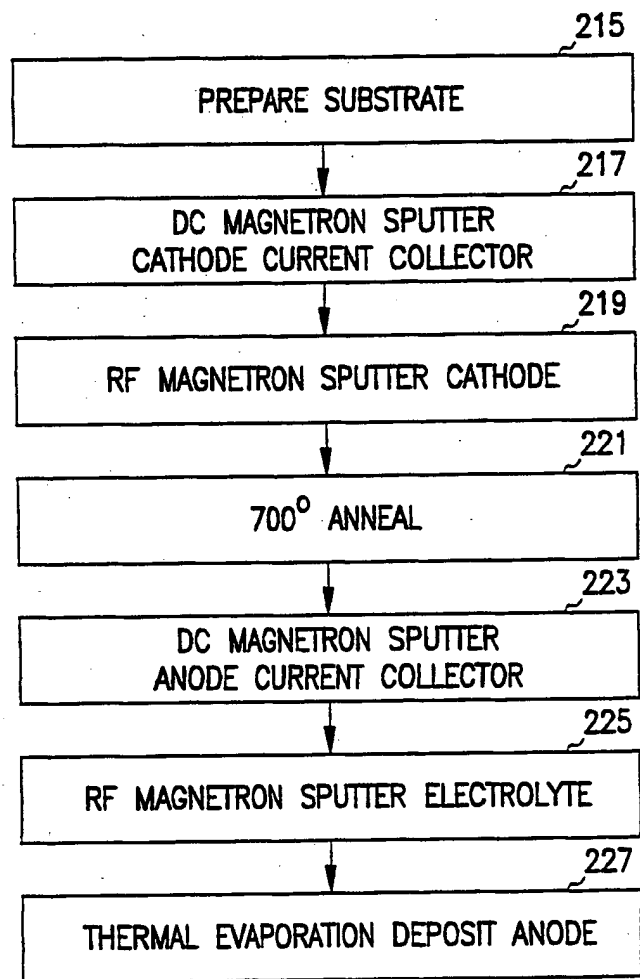 215
PREPARE SUBSTRATE
217
DC MAGNETRON SPUTTER
CATHODE CURRENT COLLECTOR
219
RF MAGNETRON SPUTTER CATHODE
221
700° ANNEAL
223
DC MAGNETRON SPUTTER
ANODE CURRENT COLLECTOR
225
RF MAGNETRON SPUTTER ELECTROLYTE
227
THERMAL EVAPORATION DEPOSIT ANODE